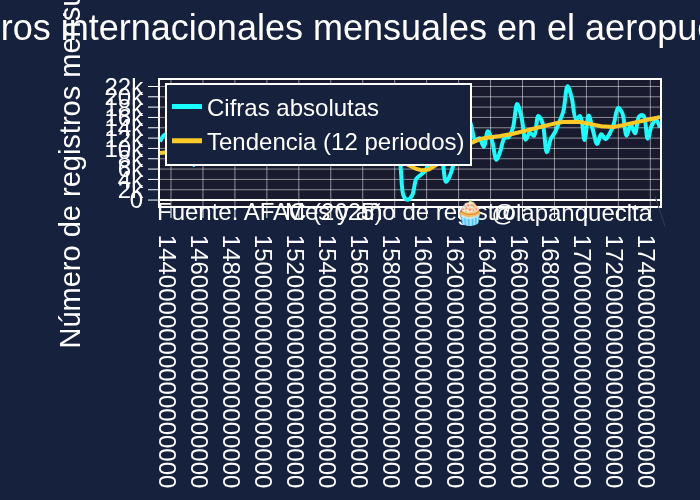 ros internacionales mensuales en el aeropue
Número de registros mensu
22k
20k
18k
16k
14k
12k
10k
8k
6k
4k
2k
0
Cifras absolutas
Tendencia (12 periodos)
Fuente: AFAC (2025)
Mes y año de registro
🧁 @lapanquecita
1440000000000000000
1460000000000000000
1480000000000000000
1500000000000000000
1520000000000000000
1540000000000000000
1560000000000000000
1580000000000000000
1600000000000000000
1620000000000000000
1640000000000000000
1660000000000000000
1680000000000000000
1700000000000000000
1720000000000000000
1740000000000000000